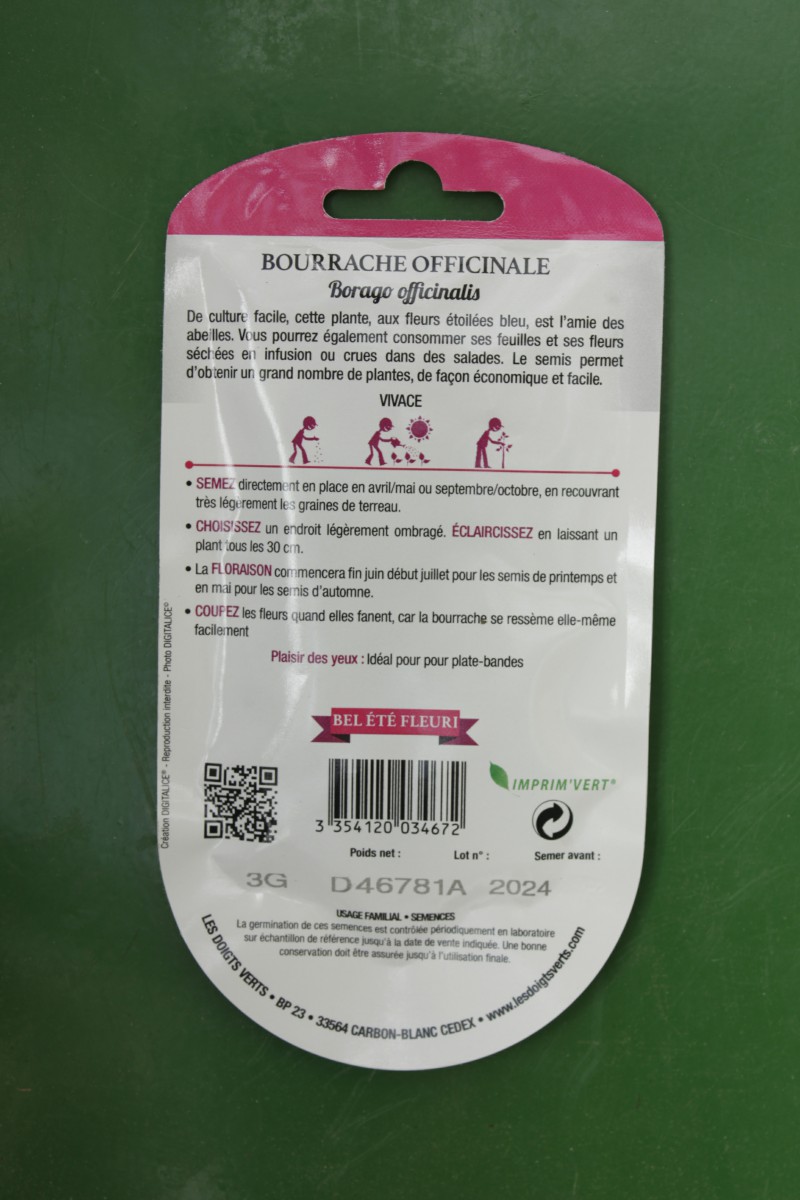 BOURRACHE OFFICINALE
Borago officinalis
De culture facile, cette plante, aux fleurs étoilées bleu, est l'amie des
abeilles. Vous pourrez également consommer ses feuilles et ses fleurs
séchées en infusion ou crues dans des salades. Le semis permet
d'obtenir un grand nombre de plantes, de façon économique et facile.
VIVACE
• SEMEZ directement en place en avril/mai ou septembre/octobre, en recouvrant
très légèrement les graines de terreau.
• CHOISISSEZ un endroit légèrement ombragé. ÉCLAIRCISSEZ en laissant un
plant tous les 30 cm.
• La FLORAISON commencera fin juin début juillet pour les semis de printemps et
en mai pour les semis d'automne.
• COUPEZ les fleurs quand elles fanent, car la bourrache se ressème elle-même
facilement
Plaisir des yeux : Idéal pour pour plate-bandes
Création DIGITALICE® - Reproduction interdite - Photo DIGITALICE®
BEL ÉTÉ FLEURI
IMPRIM'VERT®
3 354120 034672
Poids net : Lot n° : Semer avant :
3G D46781A 2024
USAGE FAMILIAL • SEMENCES
La germination de ces semences est contrôlée périodiquement en laboratoire
sur échantillon de référence jusqu'à la date de vente indiquée. Une bonne
conservation doit être assurée jusqu'à l'utilisation finale.
LES DOIGTS VERTS • BP 23 • 33564 CARBON-BLANC CEDEX • www.lesdoigtsverts.com